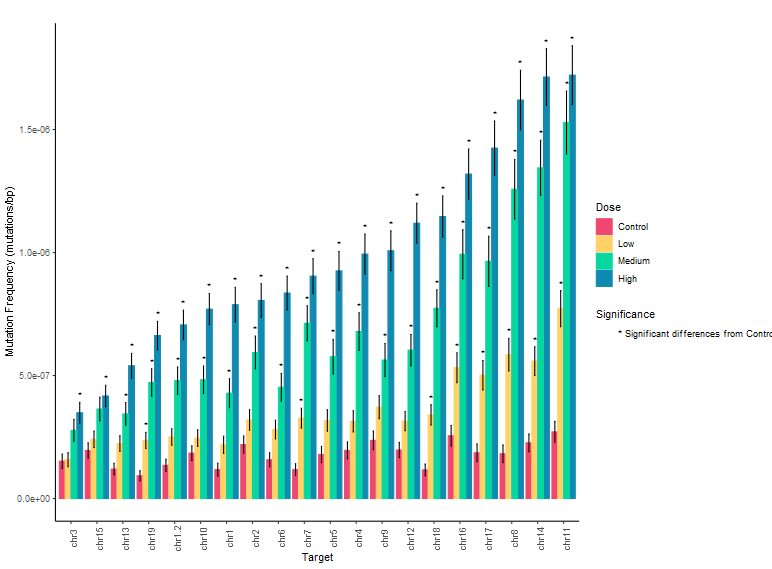 Mutation Frequency (mutations/bp)
1.5e-06
1.0e-06
5.0e-07
0.0e+00
chr3
chr15
chr13
chr19
chr1.2
chr10
chr1
chr2
chr6
chr7
chr5
chr4
chr9
chr12
chr18
chr16
chr17
chr8
chr14
chr11
Target
Dose
Control
Low
Medium
High
Significance
* Significant differences from Contro